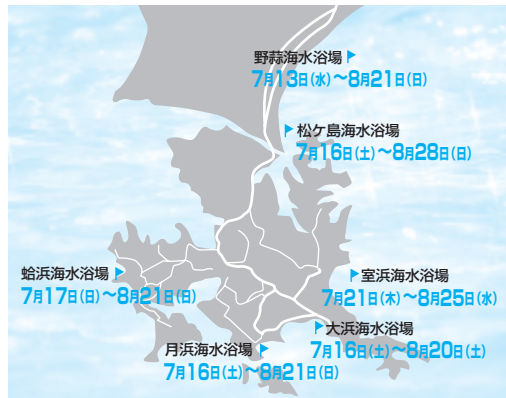 野蒜海水浴場
7月13日(水)～8月21日(日)
松ケ島海水浴場
7月16日(土)～8月28日(日)
蛤浜海水浴場
7月17日(日)～8月21日(日)
室浜海水浴場
7月21日(木)～8月25日(水)
大浜海水浴場
7月16日(土)～8月20日(土)
月浜海水浴場
7月16日(土)～8月21日(日)